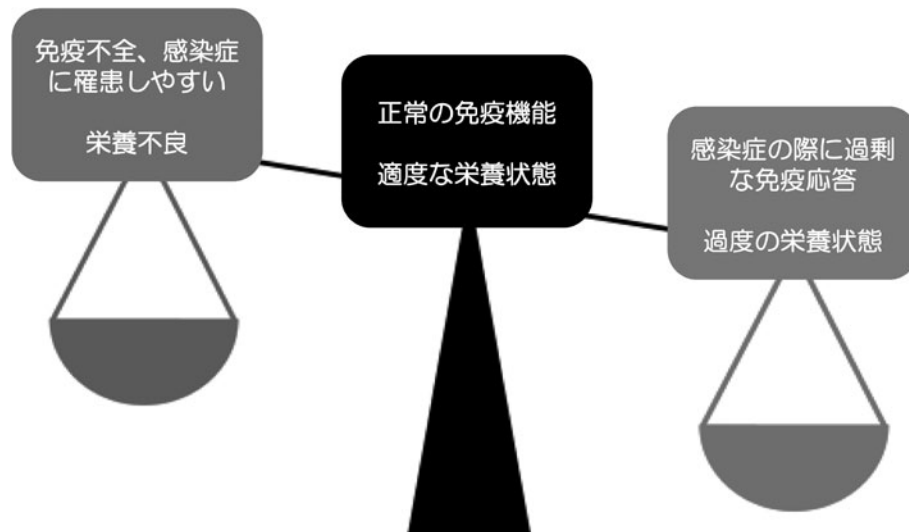 免疫不全、感染症
に罹患しやすい
栄養不良
正常の免疫機能
適度な栄養状態
感染症の際に過剰
な免疫応答
過度の栄養状態